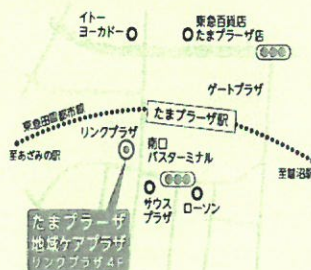 イトー
ヨーカドー
東急百貨店
たまプラーザ店
ゲートプラザ
東急田園都市線
たまプラーザ駅
リンクプラザ
南口
バスターミナル
至あざみの駅
至鷺沼駅
サウス
プラザ
ローソン
たまプラーザ
地域ケアプラザ
リンクプラザ 4F